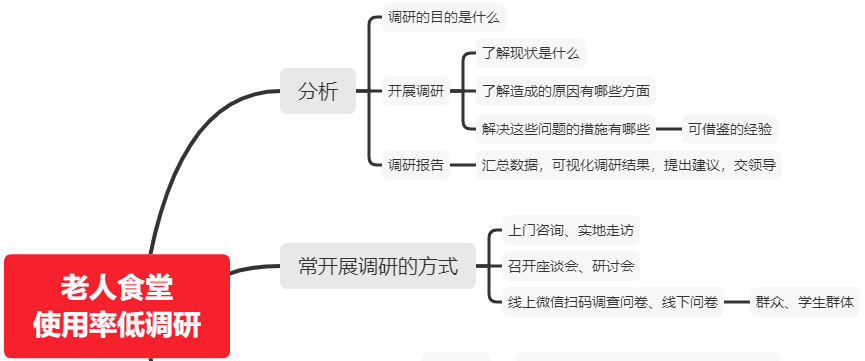 调研的目的是什么
了解现状是什么
分析
开展调研
了解造成的原因有哪些方面
解决这些问题的措施有哪些
可借鉴的经验
调研报告
汇总数据，可视化调研结果，提出建议，交领导
上门咨询、实地走访
常开展调研的方式
召开座谈会、研讨会
老人食堂
使用率低调研
线上微信扫码调查问卷、线下问卷
群众、学生群体